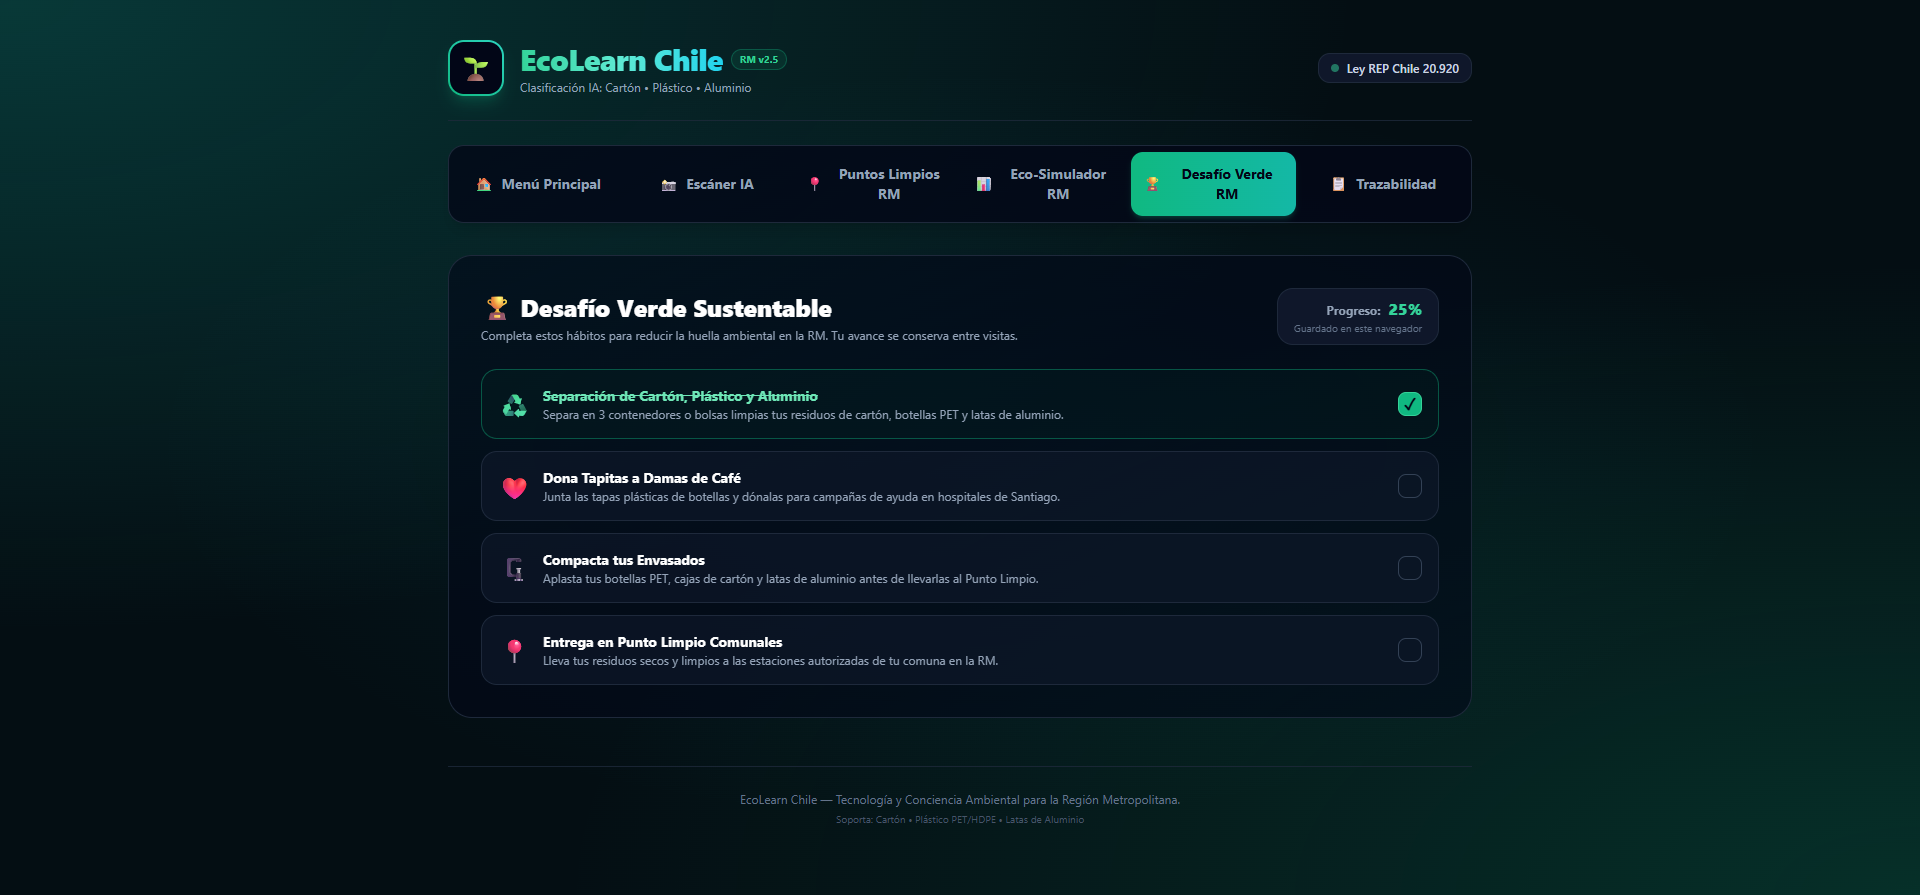 EcoLearn Chile RM v2.5
Clasificación IA: Cartón • Plástico • Aluminio
Ley REP Chile 20.920
Menú Principal
Escáner IA
Puntos Limpios
RM
Eco-Simulador
RM
Desafío Verde
RM
Trazabilidad
Desafío Verde Sustentable
Completa estos hábitos para reducir la huella ambiental en la RM. Tu avance se conserva entre visitas.
Progreso: 25%
Guardado en este navegador
Separación de Cartón, Plástico y Aluminio
Separa en 3 contenedores o bolsas limpias tus residuos de cartón, botellas PET y latas de aluminio.
Dona Tapitas a Damas de Café
Junta las tapas plásticas de botellas y dónalas para campañas de ayuda en hospitales de Santiago.
Compacta tus Envasados
Aplasta tus botellas PET, cajas de cartón y latas de aluminio antes de llevarlas al Punto Limpio.
Entrega en Punto Limpio Comunales
Lleva tus residuos secos y limpios a las estaciones autorizadas de tu comuna en la RM.
EcoLearn Chile — Tecnología y Conciencia Ambiental para la Región Metropolitana.
Soporta: Cartón • Plástico PET/HDPE • Latas de Aluminio